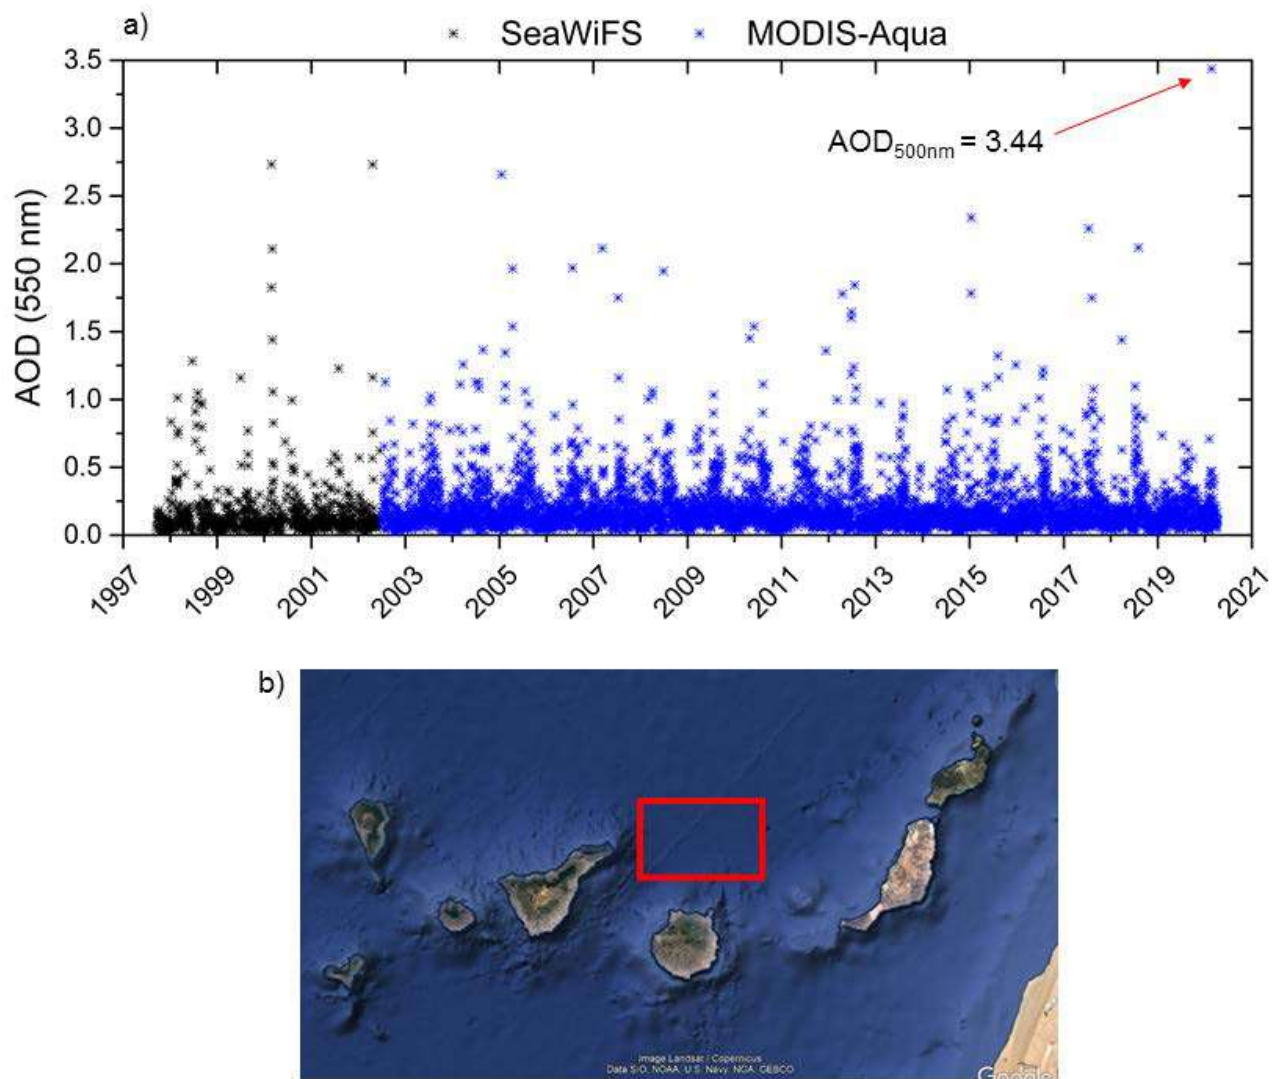 a)
SeaWiFS MODIS-Aqua
3.5
3.0
2.5
2.0
1.5
1.0
0.5
0.0
AOD (550 nm)
AOD500nm = 3.44
1997 1999 2001 2003 2005 2007 2009 2011 2013 2015 2017 2019 2021
b)
Image Landsat / Copernicus
Data SIO, NOAA, U.S. Navy, NGA, GEBCO
Google